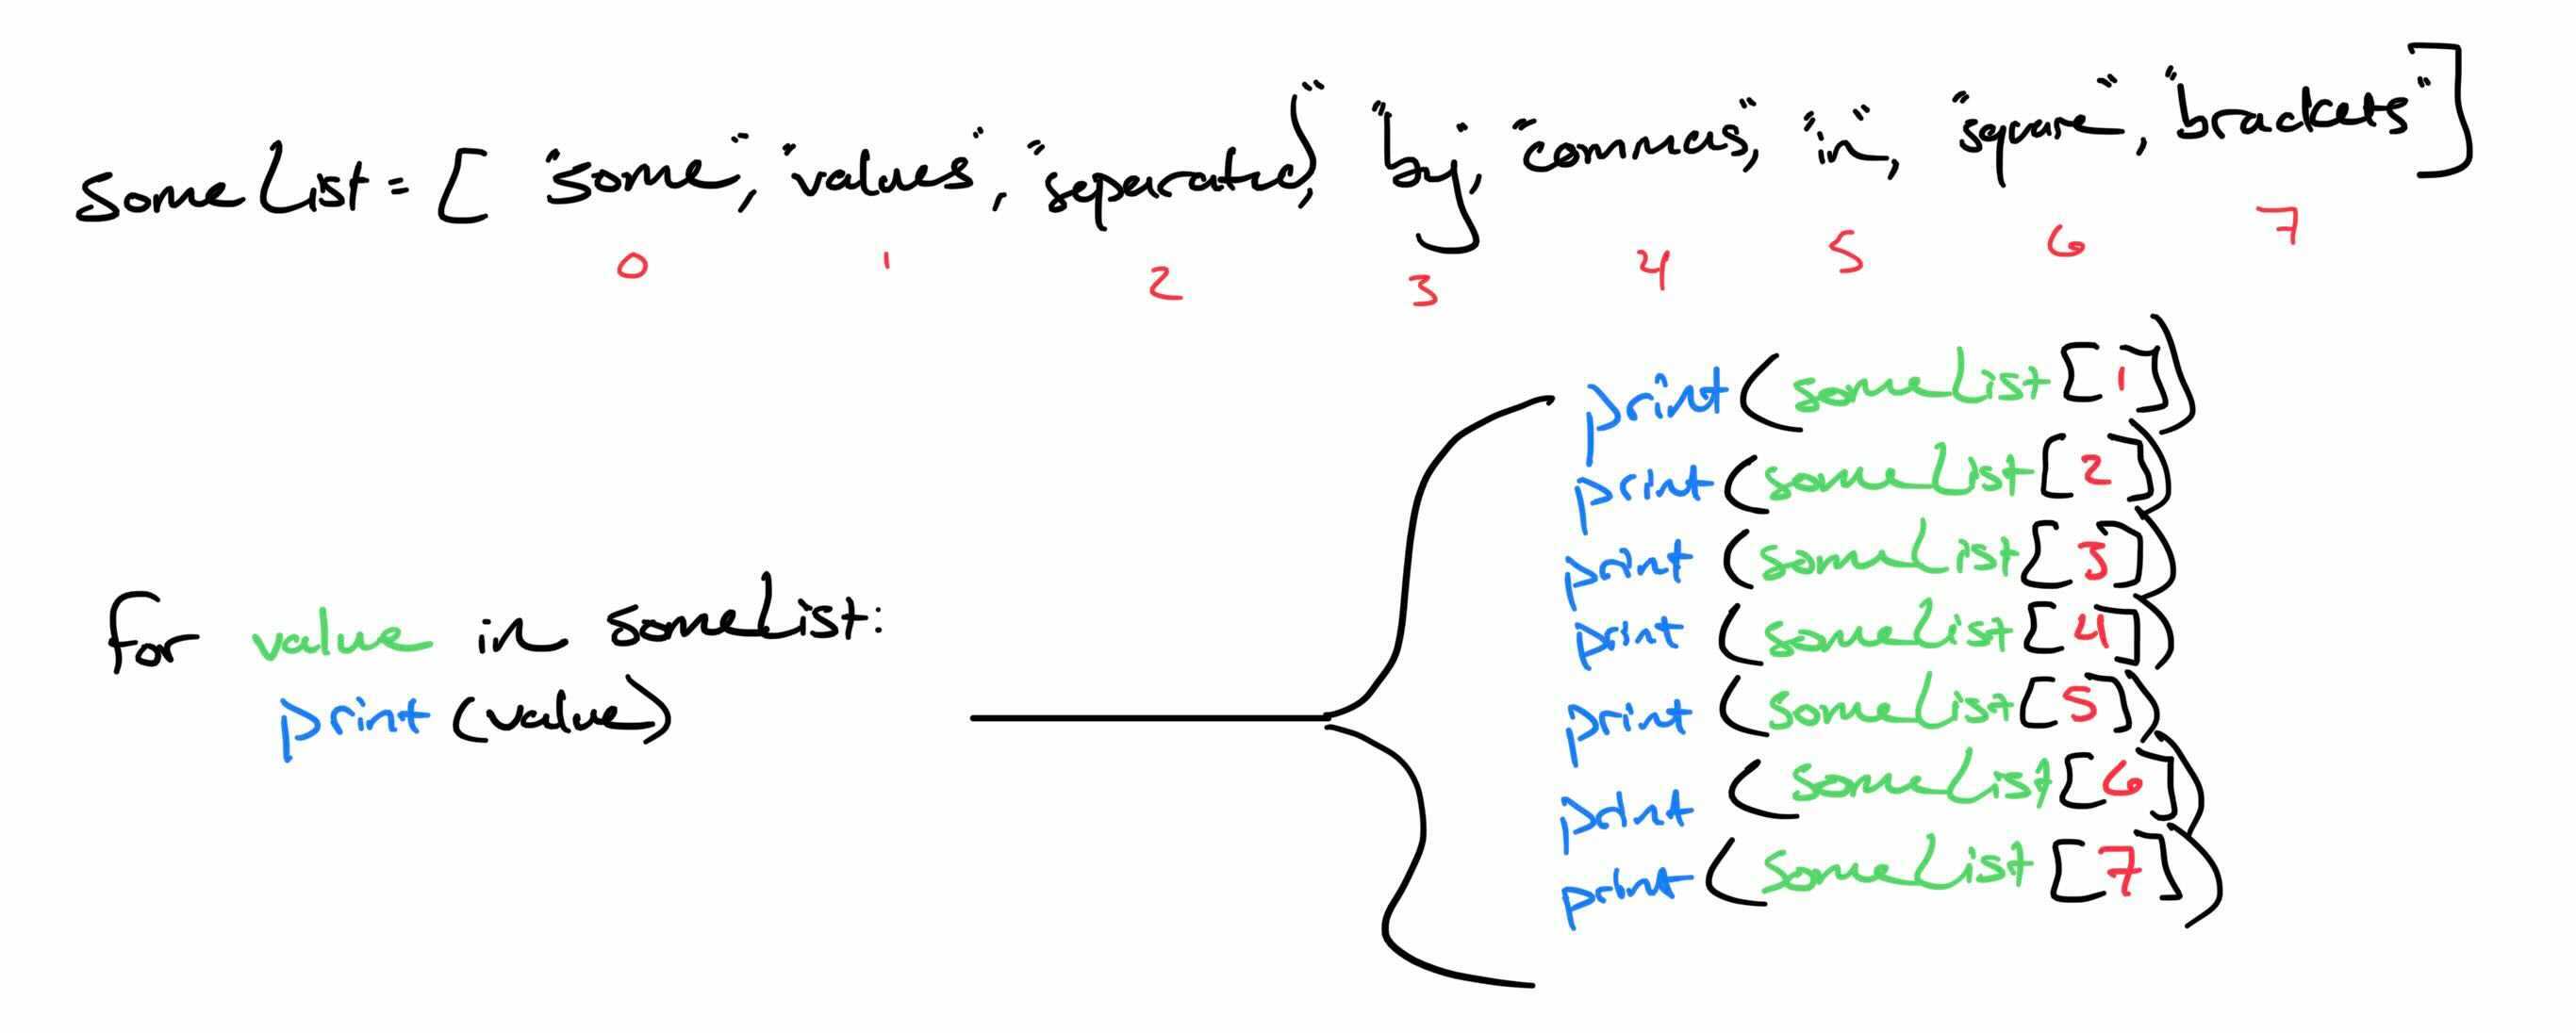 someList = [ "some", "values", "separated", "by", "commas", "in", "square", "brackets" ]
0 1 2 3 4 5 6 7
print (someList [1])
print (someList [2])
print (someList [3])
print (someList [4])
print (someList [5])
print (someList [6])
print (someList [7])
for value in someList:
print (value)